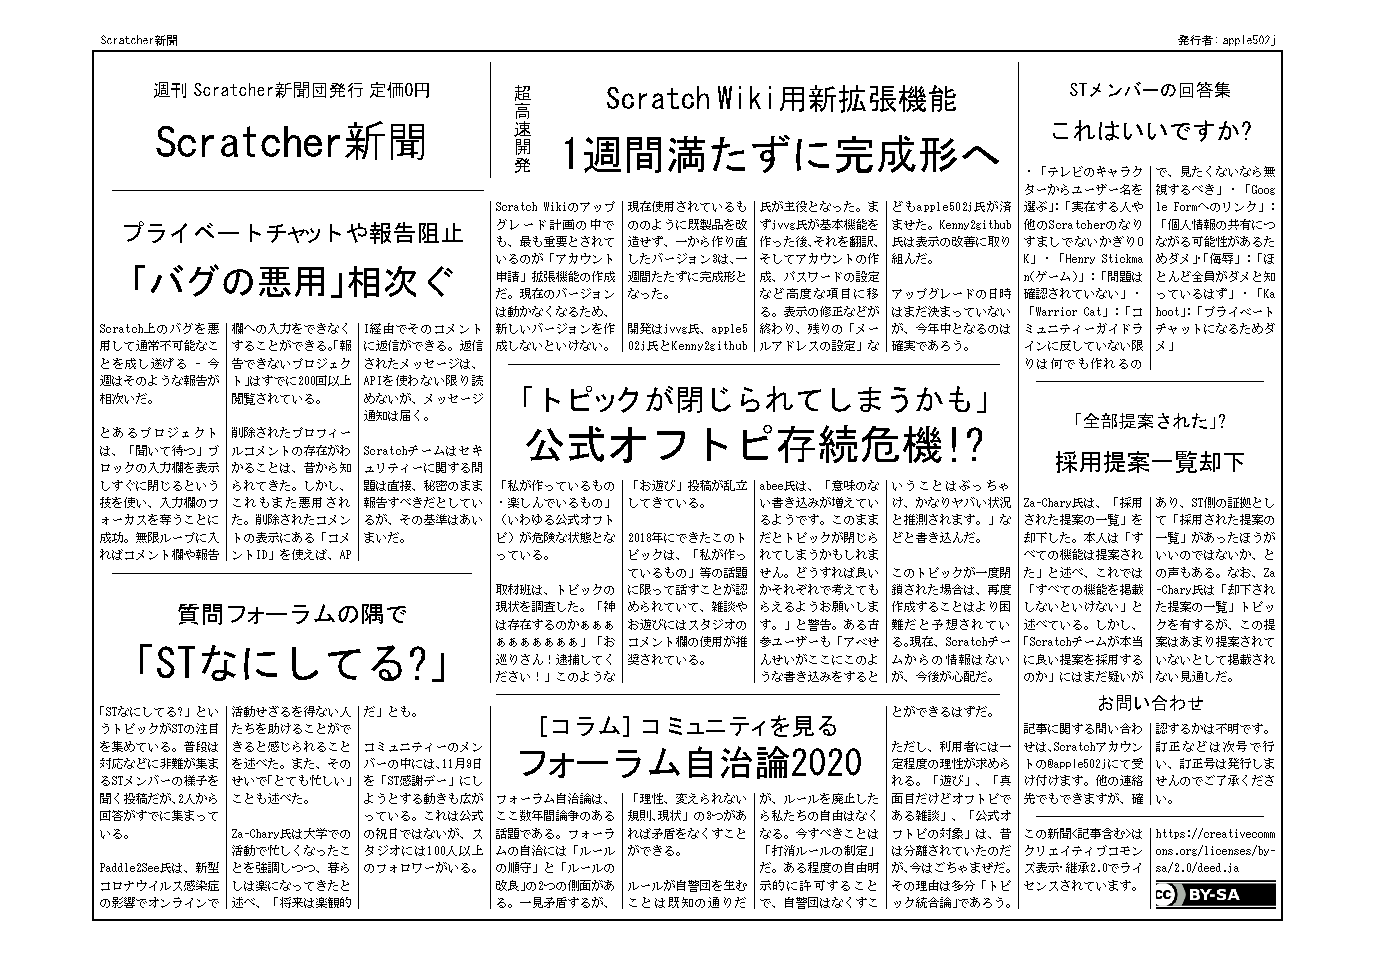 Scratcher新聞
発行者: apple502j
週刊 Scratcher新聞団発行 定価0円
Scratcher新聞
プライベートチャットや報告阻止
「バグの悪用」相次ぐ
Scratch上のバグを悪
用して通常不可能なこ
とを成し遂げる - 今
週はそのような報告が
相次いだ。
とあるプロジェクト
は、「聞いて待つ」ブ
ロックの入力欄を表示
しすぐに閉じるという
技を使い、入力欄のフ
ォーカスを奪うことに
成功。無限ループに入
ればコメント欄や報告
欄への入力をできなく
することができる。「報
告できないプロジェク
ト」はすでに200回以上
閲覧されている。
削除されたプロフィー
ルコメントの存在がわ
かることは、昔から知
られてきた。しかし、
これもまた悪用され
た。削除されたコメン
トの表示にある「コメ
ントID」を使えば、AP
I経由でそのコメント
に返信ができる。返信
されたメッセージは、
APIを使わない限り読
めないが、メッセージ
通知は届く。
Scratchチームはセキ
ュリティーに関する問
題は直接、秘密のまま
報告すべきだとしてい
るが、その基準はあい
まいだ。
質問フォーラムの隅で
「STなにしてる?」
「STなにしてる?」とい
うトピックがSTの注目
を集めている。普段は
対応などに非難が集ま
るSTメンバーの様子を
聞く投稿だが、2人から
回答がすでに集まって
いる。
Paddle2See氏は、新型
コロナウイルス感染症
の影響でオンラインで
活動せざるを得ない人
たちを助けることがで
きると感じられること
を述べた。また、その
せいで「とても忙しい」
ことも述べた。
Za-Chary氏は大学での
活動で忙しくなったこ
とを強調しつつ、暮ら
しは楽になってきたと
述べ、「将来は楽観的
だ」とも。
コミュニティーのメン
バーの中には、11月9日
を「ST感謝デー」にし
ようとする動きも広が
っている。これは公式
の祝日ではないが、ス
タジオには100人以上
のフォロワーがいる。
超高速開発
Scratch Wiki用新拡張機能
1週間満たずに完成形へ
Scratch Wikiのアップ
グレード計画の中で
も、最も重要とされて
いるのが「アカウント
申請」拡張機能の作成
だ。現在のバージョン
は動かなくなるため、
新しいバージョンを作
成しないといけない。
現在使用されているも
ののように既製品を改
造せず、一から作り直
したバージョン3は、一
週間たたずに完成形と
なった。
開発はjvvg氏、apple5
02j氏とKenny2github
氏が主役となった。ま
ずjvvg氏が基本機能を
作った後、それを翻訳、
そしてアカウントの作
成、パスワードの設定
など高度な項目に移
る。表示の修正などが
終わり、残りの「メー
ルアドレスの設定」な
どもapple502j氏が済
ませた。Kenny2github
氏は表示の改善に取り
組んだ。
アップグレードの日時
はまだ決まっていない
が、今年中となるのは
確実であろう。
「トピックが閉じられてしまうかも」
公式オフトピ存続危機!?
「私が作っているもの
・楽しんでいるもの」
(いわゆる公式オフト
ピ)が危険な状態とな
っている。
取材班は、トピックの
現状を調査した。「神
は存在するのかぁぁぁ
ぁぁぁぁぁぁぁ」「お
巡りさん!逮捕してく
ださい!」このような
「お遊び」投稿が乱立
してきている。
2018年にできたこのト
ピックは、「私が作っ
ているもの」等の話題
に限って話すことが認
められていて、雑談や
お遊びにはスタジオの
コメント欄の使用が推
奨されている。
abee氏は、「意味のな
い書き込みが増えてい
るようです。このまま
だとトピックが閉じら
れてしまうかもしれま
せん。どうすれば良い
かそれぞれで考えても
らえるようお願いしま
す。」と警告。ある古
参ユーザーも「アベせ
んせいがここにこのよ
うな書き込みをすると
いうことはぶっちゃ
け、かなりヤバい状況
と推測されます。」な
どと書き込んだ。
このトピックが一度閉
鎖された場合は、再度
作成することはより困
難だと予想されてい
る。現在、Scratchチー
ムからの情報はない
が、今後が心配だ。
[コラム] コミュニティを見る
フォーラム自治論2020
フォーラム自治論は、
ここ数年間論争のある
話題である。フォーラ
ムの自治には「ルール
の順守」と「ルールの
改良」の2つの側面があ
る。一見矛盾するが、
「理性、変えられない
規則、現状」の3つがあ
れば矛盾をなくすこと
ができる。
ルールが自警団を生む
ことは既知の通りだ
が、ルールを廃止した
ら私たちの自由はなく
なる。今すべきことは
「打消ルールの制定」
だ。ある程度の自由明
示的に許可すること
で、自警団はなくすこ
とができるはずだ。
ただし、利用者には一
定程度の理性が求めら
れる。「遊び」、「真
面目だけどオフトピで
ある雑談」、「公式オ
フトピの対象」は、昔
は分離されていたのだ
が、今はごちゃまぜだ。
その理由は多分「トピ
ック統合論」であろう。
STメンバーの回答集
これはいいですか?
・「テレビのキャラク
ターからユーザー名を
選ぶ」:「実在する人や
他のScratcherのなり
すましでないかぎりO
K」・「Henry Stickma
n(ゲーム)」:「問題は
確認されていない」・
「Warrior Cat」:「コ
ミュニティーガイドラ
インに反していない限
りは何でも作れるの
で、見たくないなら無
視するべき」・「Goog
le Formへのリンク」:
「個人情報の共有につ
ながる可能性があるた
めダメ」・「侮辱」:「ほ
とんど全員がダメと知
っているはず」・「Ka
hoot」:「プライベート
チャットになるためダ
メ」
「全部提案された」?
採用提案一覧却下
Za-Chary氏は、「採用
された提案の一覧」を
却下した。本人は「す
べての機能は提案され
た」と述べ、これでは
「すべての機能を掲載
しないといけない」と
述べている。しかし、
「Scratchチームが本当
に良い提案を採用する
のか」にはまだ疑いが
あり、ST側の証拠とし
て「採用された提案の
一覧」があったほうが
いいのではないか、と
の声もある。なお、Za
-Chary氏は「却下され
た提案の一覧」トピッ
クを有するが、この提
案はあまり提案されて
いないとして掲載され
ない見通しだ。
お問い合わせ
記事に関する問い合わ
せは、Scratchアカウン
トの@apple502jにて受
け付けます。他の連絡
先でもできますが、確
認するかは不明です。
訂正などは次号で行
い、訂正号は発行しま
せんのでご了承くださ
い。
この新聞<記事含む>は
クリエイティブコモン
ズ表示・継承2.0でライ
センスされています。
https://creativecomm
ons.org/licenses/by-
sa/2.0/deed.ja
cc BY-SA